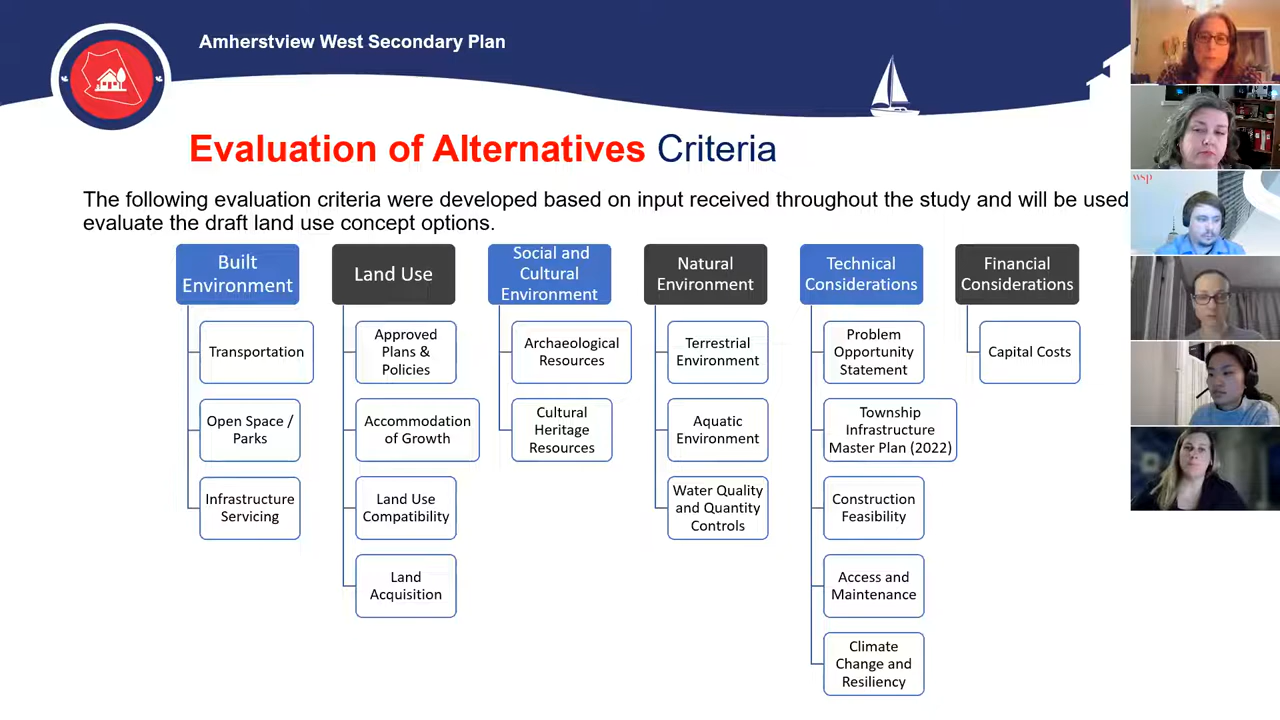 Amherstview West Secondary Plan
Evaluation of Alternatives Criteria
The following evaluation criteria were developed based on input received throughout the study and will be used
evaluate the draft land use concept options.
Built
Environment
Transportation
Open Space /
Parks
Infrastructure
Servicing
Land Use
Approved
Plans &
Policies
Accommodation
of Growth
Land Use
Compatibility
Land
Acquisition
Social and
Cultural
Environment
Archaeological
Resources
Cultural
Heritage
Resources
Natural
Environment
Terrestrial
Environment
Aquatic
Environment
Water Quality
and Quantity
Controls
Technical
Considerations
Problem
Opportunity
Statement
Township
Infrastructure
Master Plan (2022)
Construction
Feasibility
Access and
Maintenance
Climate
Change and
Resiliency
Financial
Considerations
Capital Costs
wsp